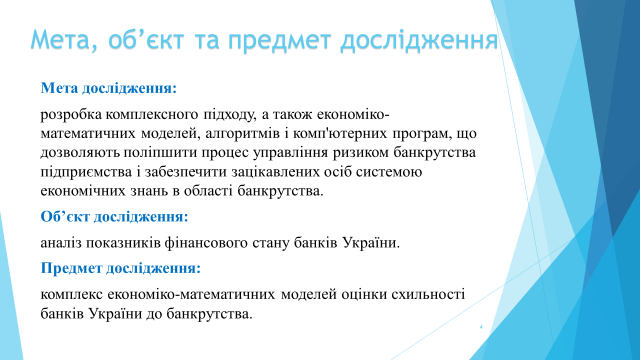 Мета, об’єкт та предмет дослідження
Мета дослідження:
розробка комплексного підходу, а також економіко-
математичних моделей, алгоритмів і комп'ютерних програм, що
дозволяють поліпшити процес управління ризиком банкрутства
підприємства і забезпечити зацікавлених осіб системою
економічних знань в області банкрутства.
Об’єкт дослідження:
аналіз показників фінансового стану банків України.
Предмет дослідження:
комплекс економіко-математичних моделей оцінки схильності
банків України до банкрутства.
4